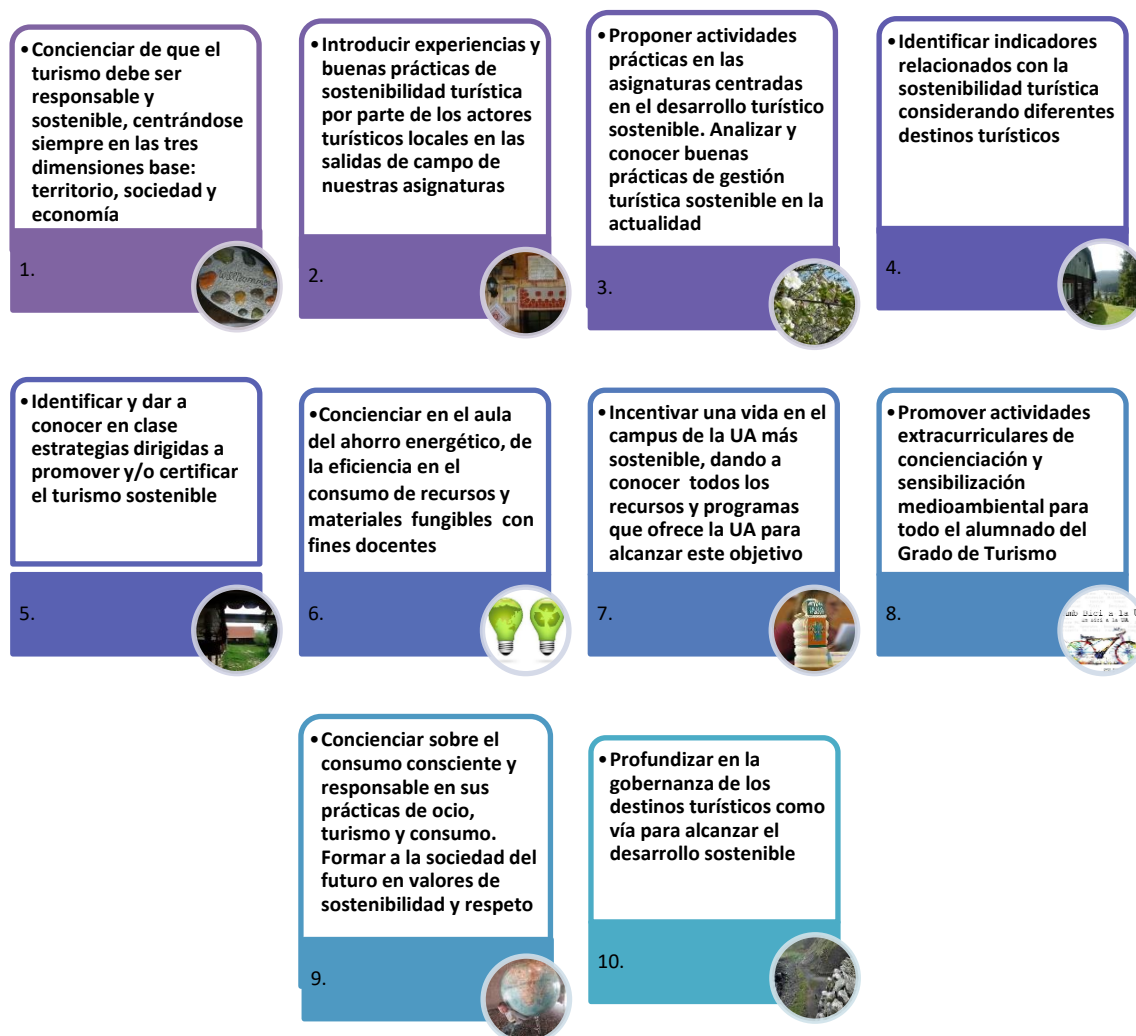 •Concienciar de que el
turismo debe ser
responsable y
sostenible, centrándose
siempre en las tres
dimensiones base:
territorio, sociedad y
economía
1.
•Introducir experiencias y
buenas prácticas de
sostenibilidad turística
por parte de los actores
turísticos locales en las
salidas de campo de
nuestras asignaturas
2.
•Proponer actividades
prácticas en las
asignaturas centradas
en el desarrollo turístico
sostenible. Analizar y
conocer buenas
prácticas de gestión
turística sostenible en la
actualidad
3.
•Identificar indicadores
relacionados con la
sostenibilidad turística
considerando diferentes
destinos turísticos
4.
•Identificar y dar a
conocer en clase
estrategias dirigidas a
promover y/o certificar
el turismo sostenible
5.
•Concienciar en el aula
del ahorro energético, de
la eficiencia en el
consumo de recursos y
materiales fungibles con
fines docentes
6.
•Incentivar una vida en el
campus de la UA más
sostenible, dando a
conocer todos los
recursos y programas
que ofrece la UA para
alcanzar este objetivo
7.
•Promover actividades
extracurriculares de
concienciación y
sensibilización
medioambiental para
todo el alumnado del
Grado de Turismo
8.
Bici a la
bici a la UA
•Concienciar sobre el
consumo consciente y
responsable en sus
prácticas de ocio,
turismo y consumo.
Formar a la sociedad del
futuro en valores de
sostenibilidad y respeto
9.
•Profundizar en la
gobernanza de los
destinos turísticos como
vía para alcanzar el
desarrollo sostenible
10.